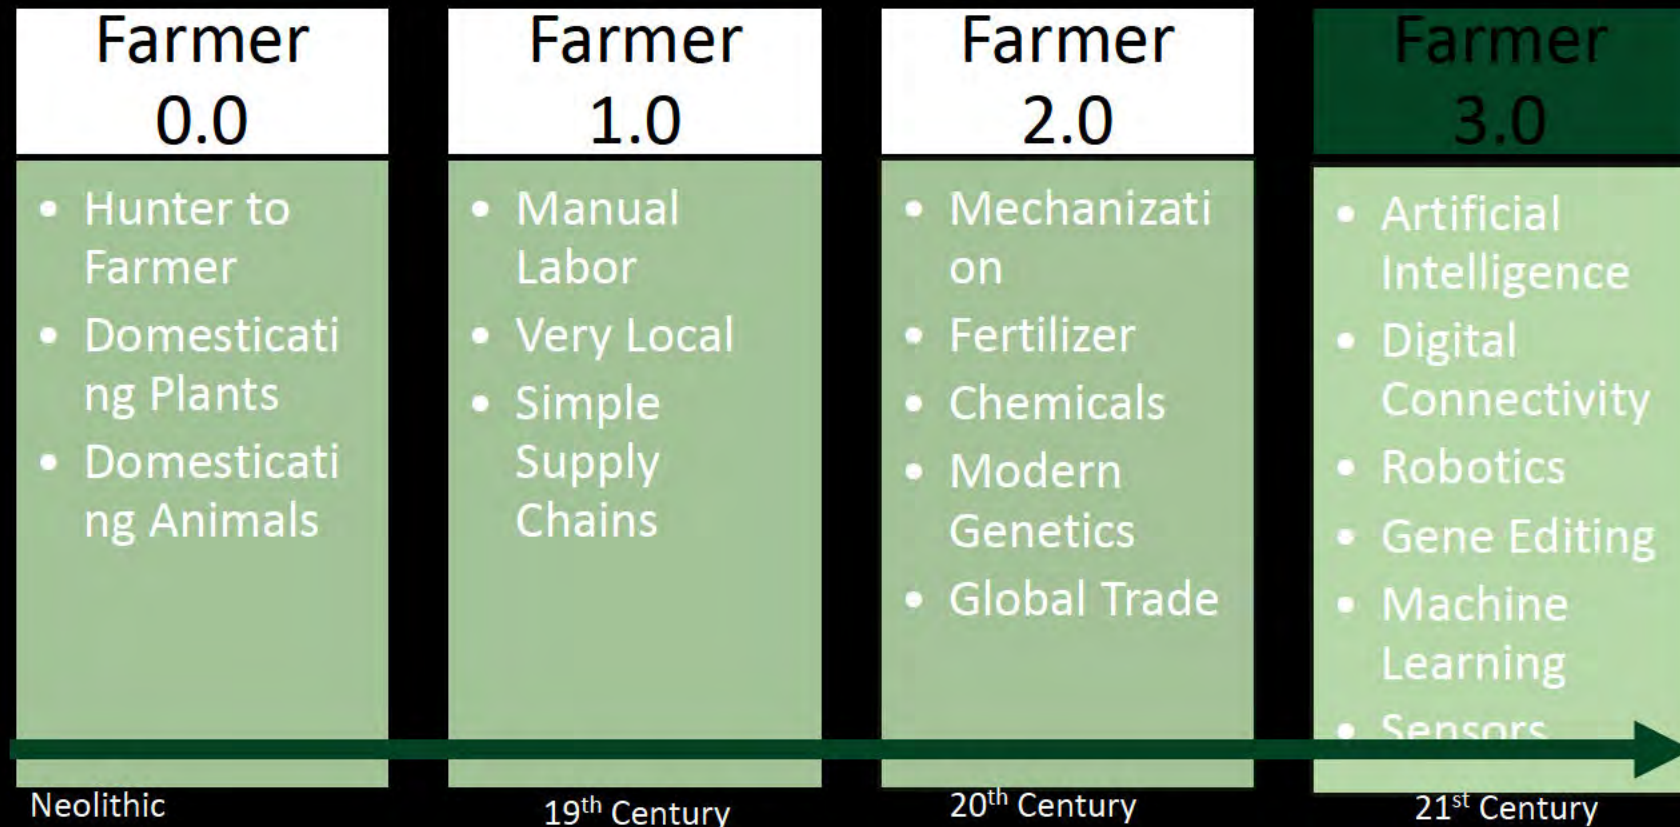 Farmer
0.0
• Hunter to
Farmer
• Domesticati
ng Plants
• Domesticati
ng Animals
Neolithic
Farmer
1.0
• Manual
Labor
• Very Local
• Simple
Supply
Chains
19th Century
Farmer
2.0
• Mechanizati
on
• Fertilizer
• Chemicals
• Modern
Genetics
• Global Trade
20th Century
Farmer
3.0
• Artificial
Intelligence
• Digital
Connectivity
• Robotics
• Gene Editing
• Machine
Learning
• Sensors
21st Century